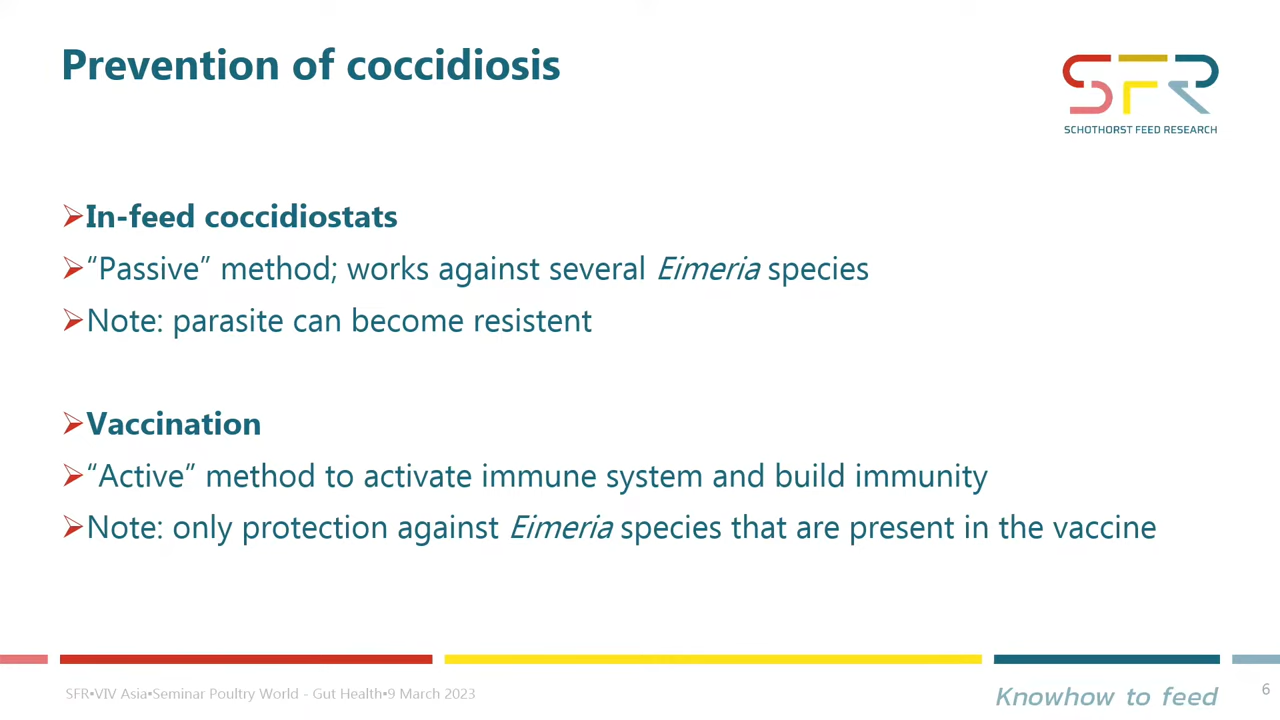 Prevention of coccidiosis
SFR
SCHOTHORST FEED RESEARCH
➢In-feed coccidiostats
➢“Passive” method; works against several Eimeria species
➢Note: parasite can become resistent
➢Vaccination
➢“Active” method to activate immune system and build immunity
➢Note: only protection against Eimeria species that are present in the vaccine
SFR•VIV Asia•Seminar Poultry World - Gut Health•9 March 2023
Knowhow to feed
6